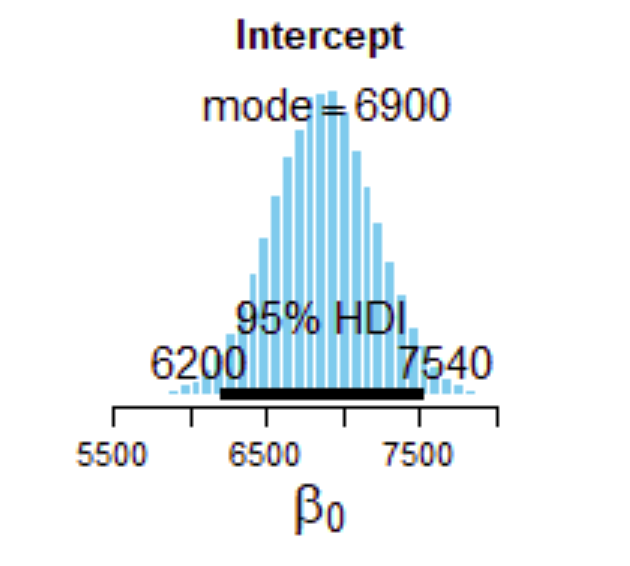 Intercept
mode = 6900
95% HDI
6200 7540
5500 6500 7500
β0